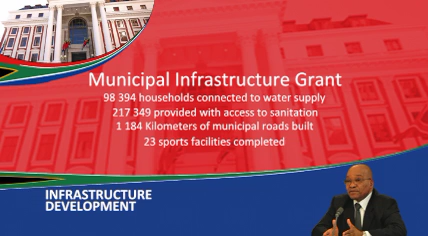 Municipal Infrastructure Grant
98 394 households connected to water supply
217 349 provided with access to sanitation
1 184 Kilometers of municipal roads built
23 sports facilities completed
INFRASTRUCTURE
DEVELOPMENT